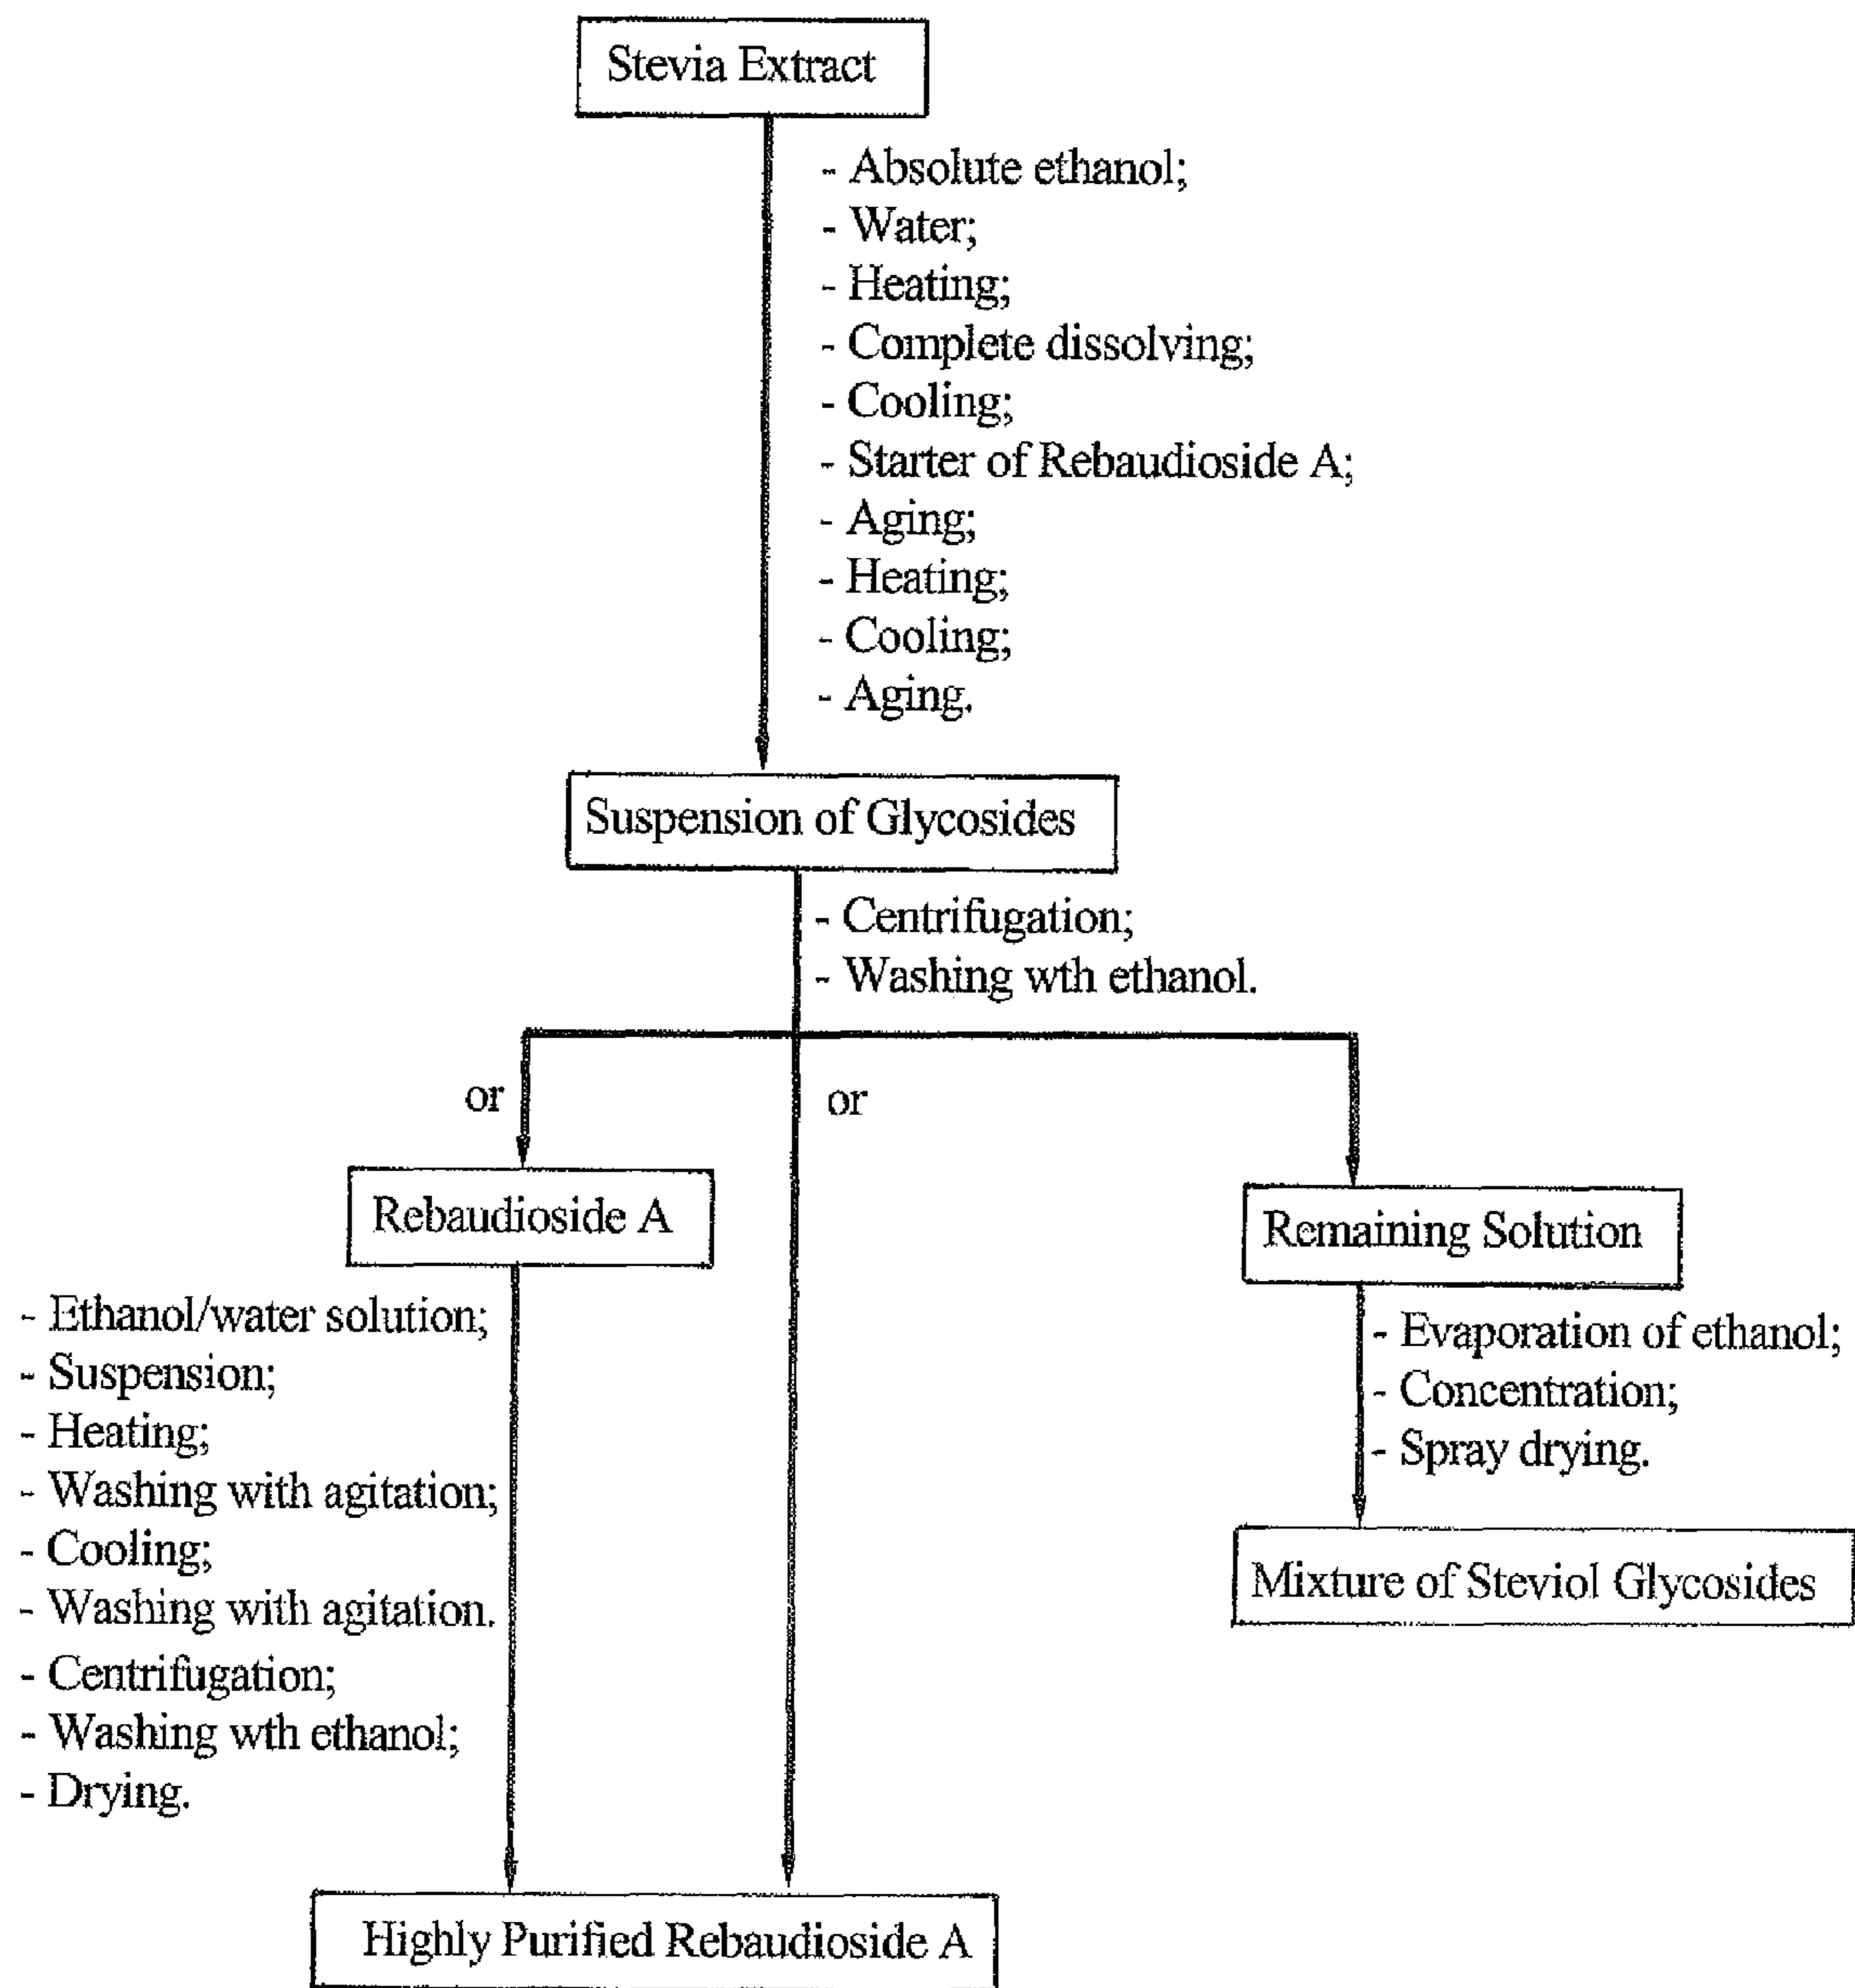 Stevia Extract
- Absolute ethanol;
- Water;
- Heating;
- Complete dissolving;
- Cooling;
- Starter of Rebaudioside A;
- Aging;
- Heating;
- Cooling;
- Aging.
Suspension of Glycosides
- Centrifugation;
- Washing wth ethanol.
or
or
Rebaudioside A
Remaining Solution
- Ethanol/water solution;
- Suspension;
- Heating;
- Washing with agitation;
- Cooling;
- Washing with agitation.
- Centrifugation;
- Washing wth ethanol;
- Drying.
- Evaporation of ethanol;
- Concentration;
- Spray drying.
Mixture of Steviol Glycosides
Highly Purified Rebaudioside A